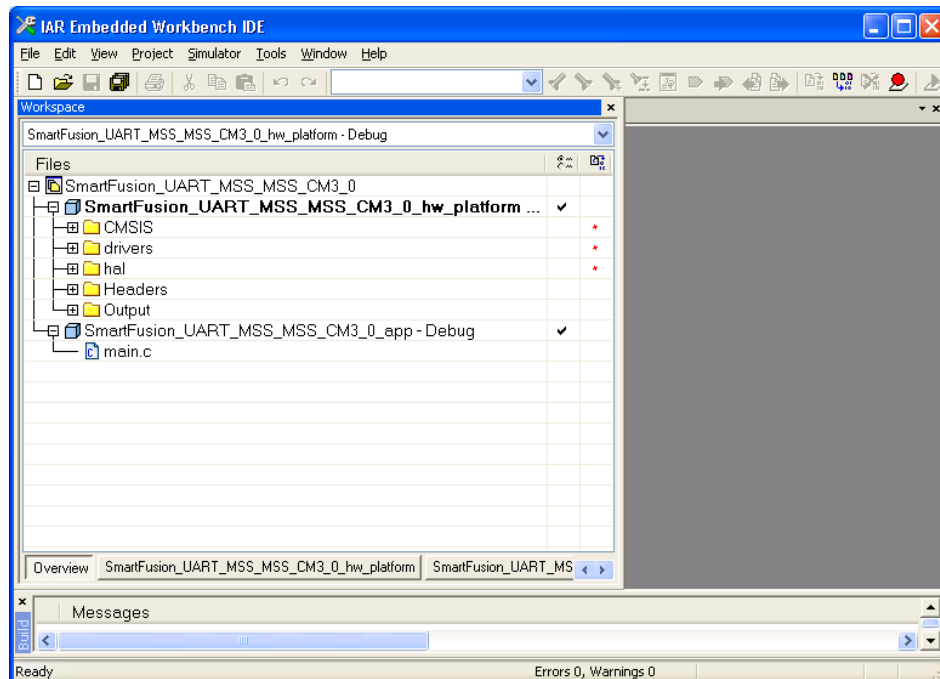 IAR Embedded Workbench IDE
File Edit View Project Simulator Tools Window Help
Workspace
SmartFusion_UART_MSS_MSS_CM3_0_hw_platform - Debug
Files
SmartFusion_UART_MSS_MSS_CM3_0
SmartFusion_UART_MSS_MSS_CM3_0_hw_platform ...
CMSIS
drivers
hal
Headers
Output
SmartFusion_UART_MSS_MSS_CM3_0_app - Debug
main.c
Overview SmartFusion_UART_MSS_MSS_CM3_0_hw_platform SmartFusion_UART_MS
Messages
Build
Ready Errors 0, Warnings 0